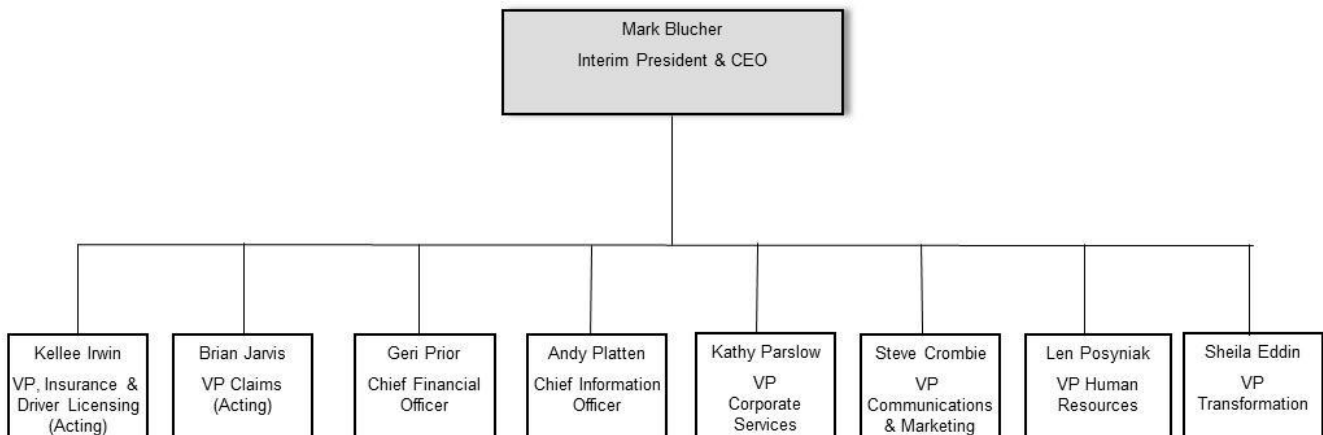 Mark Blucher
Interim President & CEO
Kellee Irwin
VP, Insurance &
Driver Licensing
(Acting)
Brian Jarvis
VP Claims
(Acting)
Geri Prior
Chief Financial
Officer
Andy Platten
Chief Information
Officer
Kathy Parslow
VP
Corporate
Services
Steve Crombie
VP
Communications
& Marketing
Len Posyniak
VP Human
Resources
Sheila Eddin
VP
Transformation